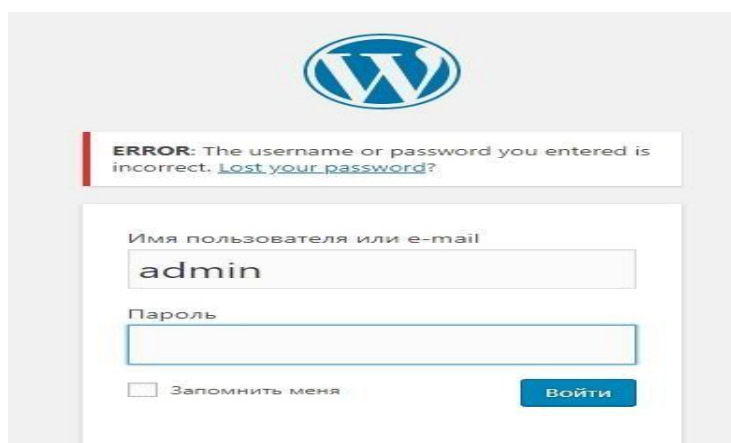 ERROR: The username or password you entered is
incorrect. Lost your password?
Имя пользователя или e-mail
admin
Пароль
Запомнить меня
Войти